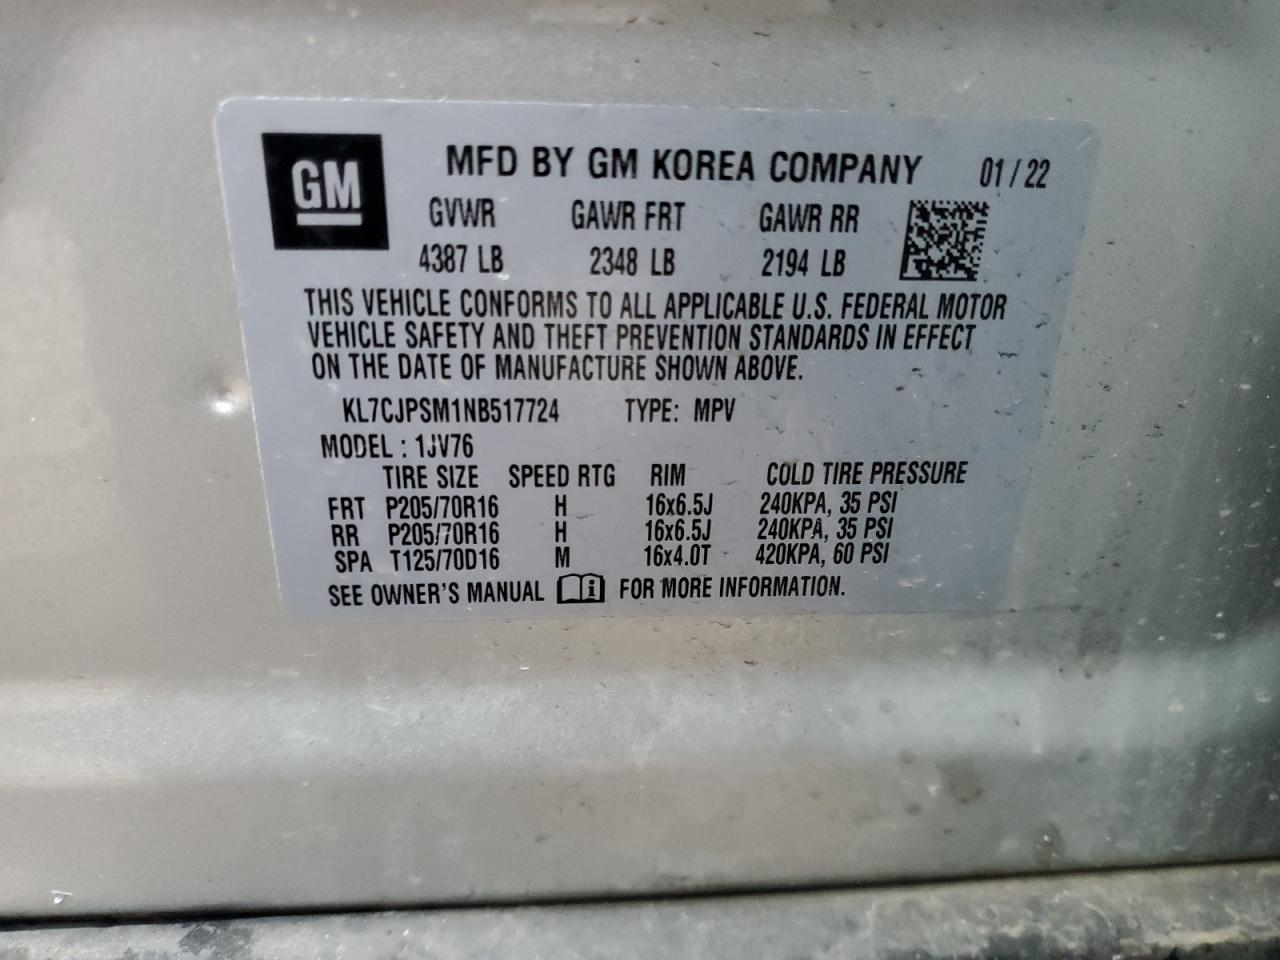 GM
MFD BY GM KOREA COMPANY 01/22
GVWR GAWR FRT GAWR RR
4387 LB 2348 LB 2194 LB
THIS VEHICLE CONFORMS TO ALL APPLICABLE U.S. FEDERAL MOTOR
VEHICLE SAFETY AND THEFT PREVENTION STANDARDS IN EFFECT
ON THE DATE OF MANUFACTURE SHOWN ABOVE.
KL7CJPSM1NB517724 TYPE: MPV
MODEL : 1JV76
TIRE SIZE SPEED RTG RIM COLD TIRE PRESSURE
FRT P205/70R16 H 16x6.5J 240KPA, 35 PSI
RR P205/70R16 H 16x6.5J 240KPA, 35 PSI
SPA T125/70D16 M 16x4.0T 420KPA, 60 PSI
SEE OWNER'S MANUAL i FOR MORE INFORMATION.